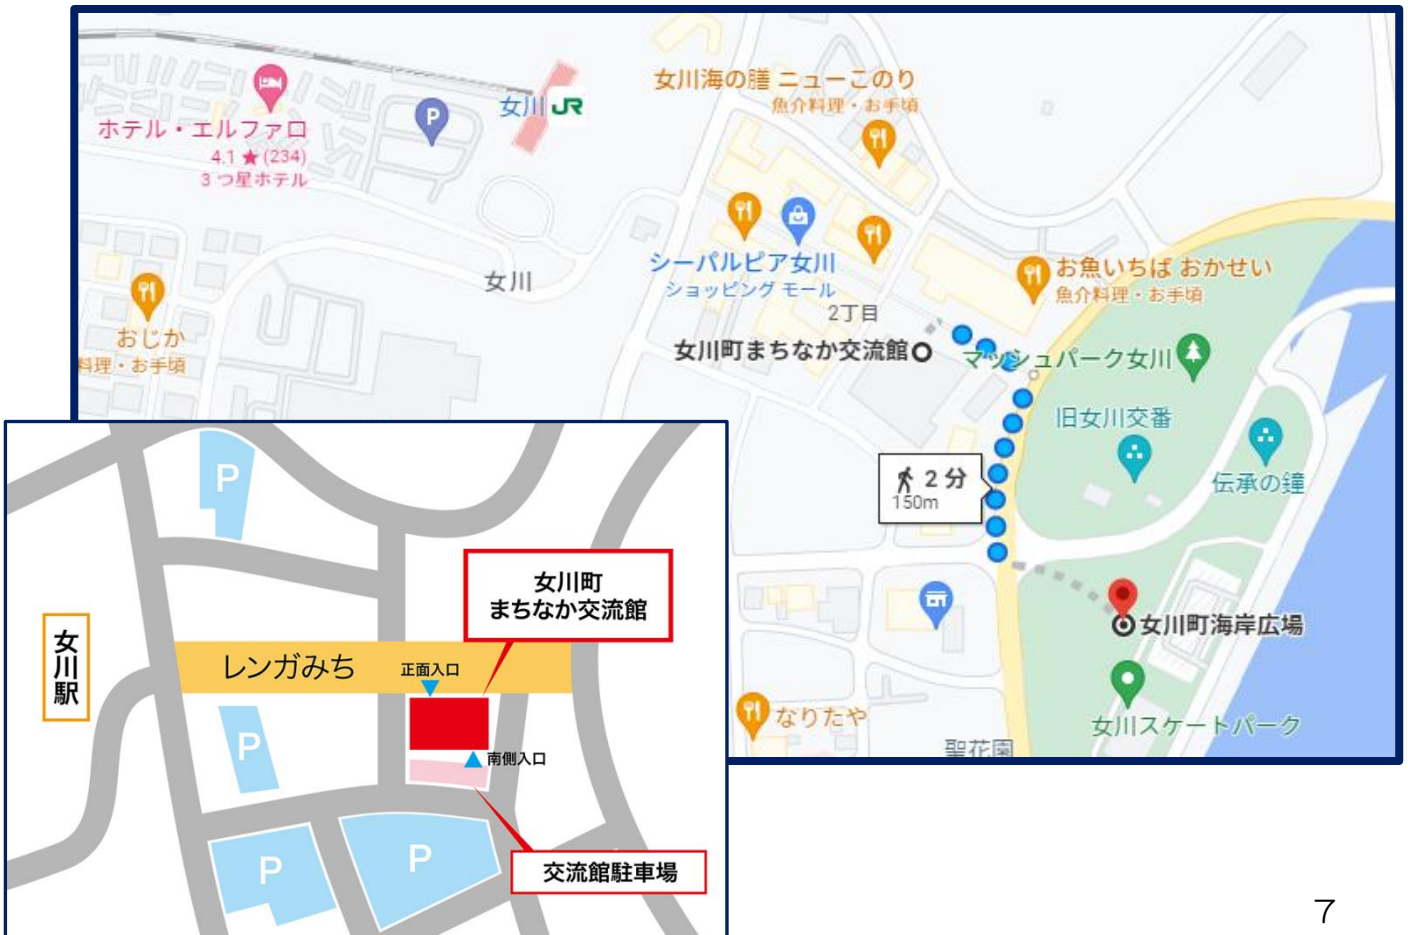 女川海の膳 ニューこのり
魚介料理・お手頃
女川 JR
P
ホテル・エルファロ
4.1 ★ (234)
3 つ星ホテル
シーパルピア女川
ショッピング モール
お魚いちば おかせい
魚介料理・お手頃
女川
2丁目
おじか
料理・お手頃
女川町まちなか交流館
マッシュパーク女川
旧女川交番
伝承の鐘
2 分
150m
女川町海岸広場
女川スケートパーク
なりたや
聖花園
P
女川町
まちなか交流館
女川駅
レンガみち
正面入口
P
南側入口
P
P
交流館駐車場
7